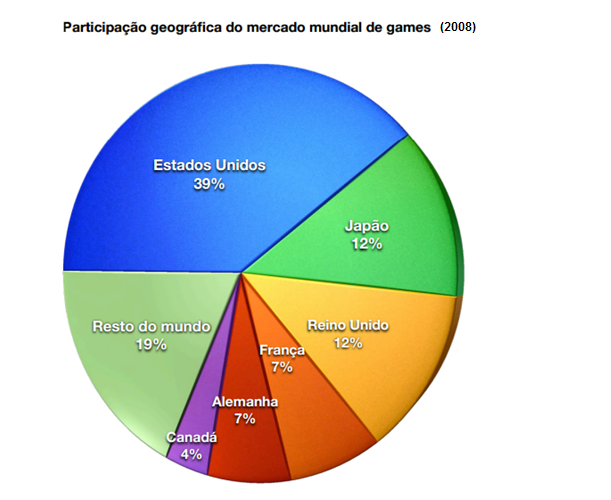 Participação geográfica do mercado mundial de games (2008)
Estados Unidos
39%
Japão
12%
Reino Unido
12%
França
7%
Alemanha
7%
Canadá
4%
Resto do mundo
19%